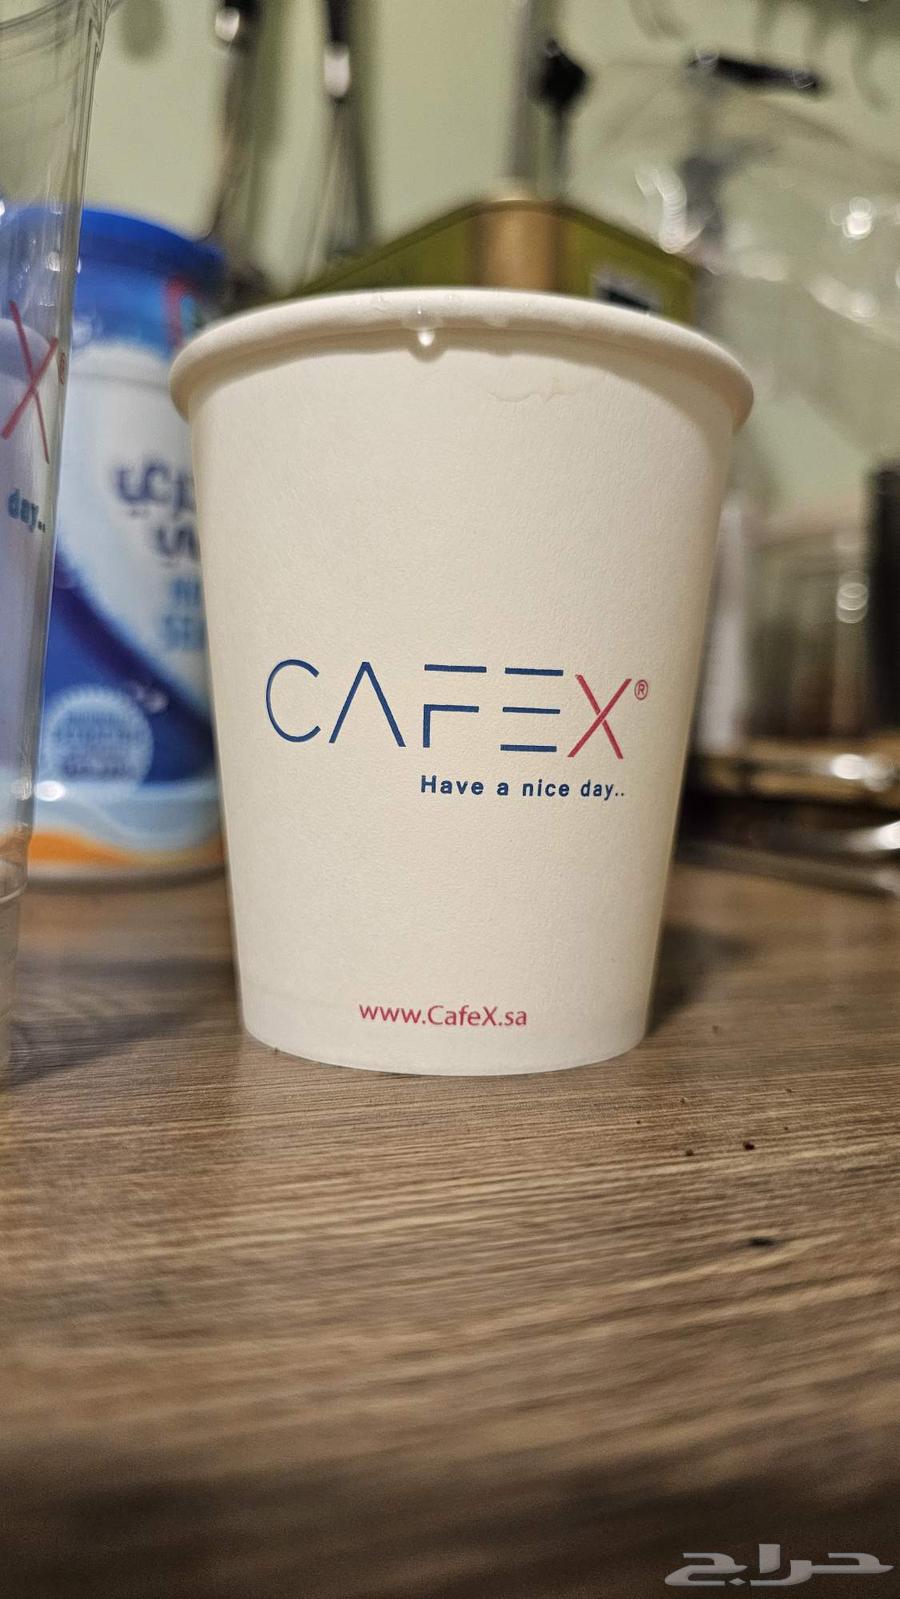 CAFEX®
Have a nice day..
www.CafeX.sa
X®
day..
حراج